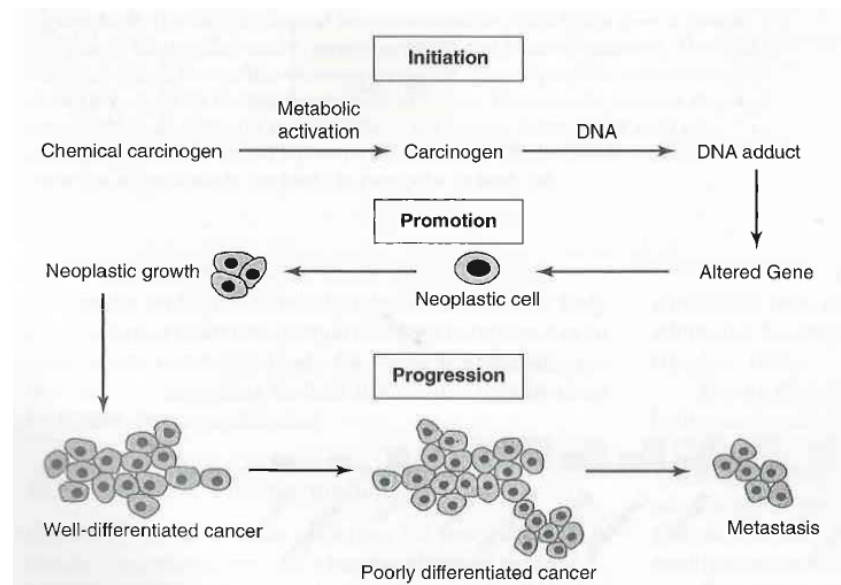 Initiation
Metabolic
activation
DNA
Chemical carcinogen
Carcinogen
DNA adduct
Promotion
Neoplastic growth
Neoplastic cell
Altered Gene
Progression
Well-differentiated cancer
Poorly differentiated cancer
Metastasis